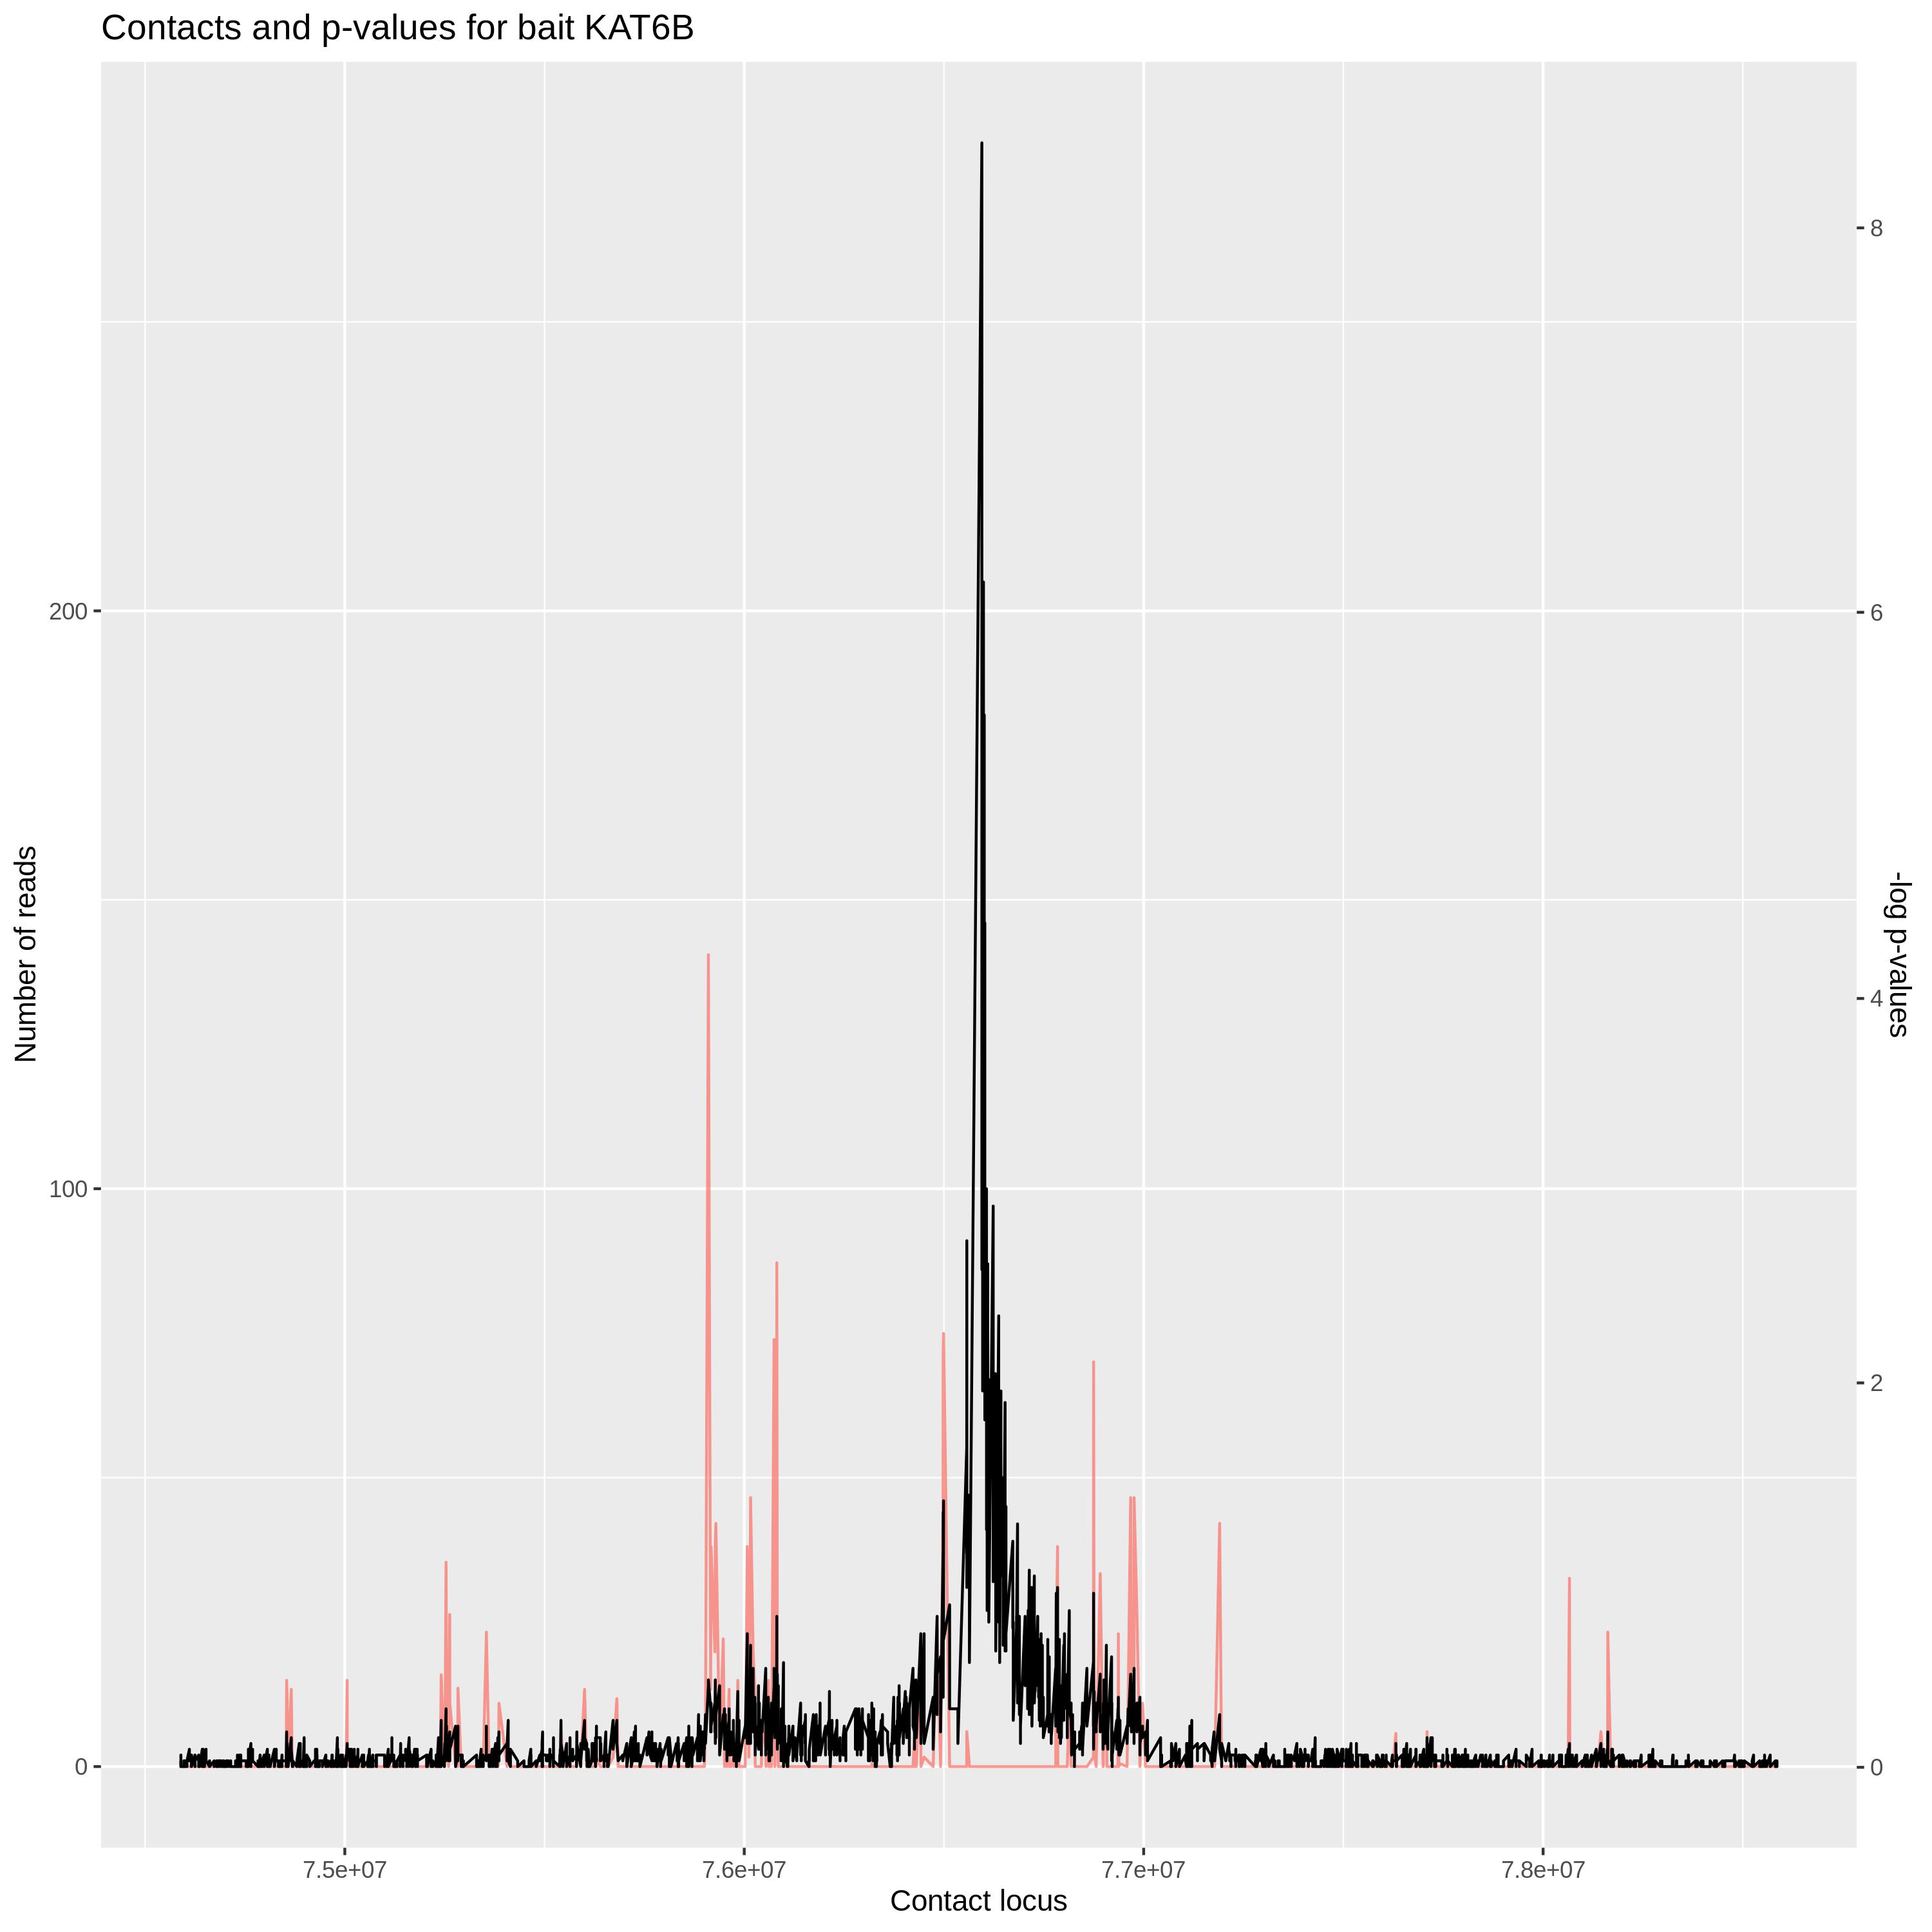 Contacts and p-values for bait KAT6B
Number of reads
200
100
0
8
6
4
2
0
-log p-values
7.5e+07
7.6e+07
7.7e+07
7.8e+07
Contact locus